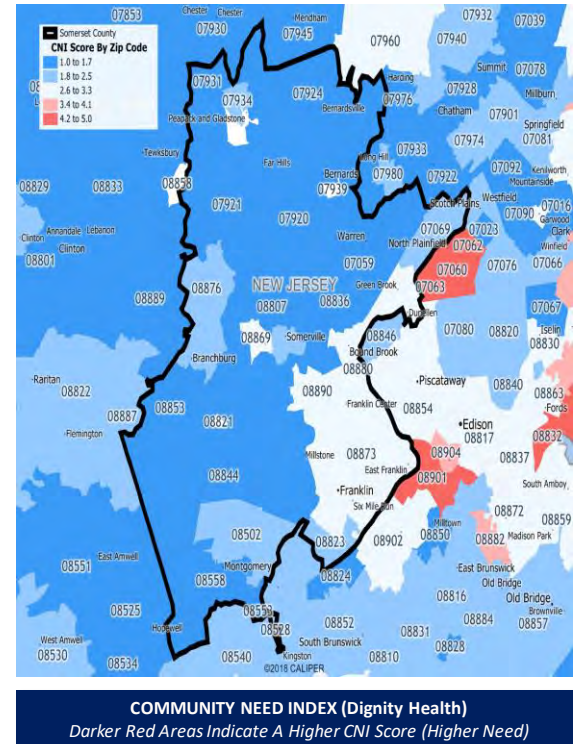 Somerset County
CNI Score By Zip Code
1.0 to 1.7
1.8 to 2.5
2.6 to 3.3
3.4 to 4.1
4.2 to 5.0
07853
Chester
Chester
07930
Mendham
07945
07960
07932
07039
07940
Harding
Summit
07078
07931
07934
07924
Bernardsville
07976
07928
Millburn
Chatham
07901
Springfield
07081
Peapack and Gladstone
Tewksbury
Far Hills
Long Hill
07933
07974
08858
Bernards
07980
07922
07092
Kenilworth
Mountainside
08829
08833
07939
07921
07920
Scotch Plains
Westfield
07016
07090
Garwood
Clark
Clinton
Annandale
Lebanon
Clinton
08801
Warren
07069
07023
North Plainfield
07062
Winfield
07059
07060
07076
07066
08876
NEW JERSEY
Green Brook
07063
08889
08807
08836
Dunellen
07067
08869
Somerville
08846
07080
08820
Iselin
08830
Branchburg
Bound Brook
08880
Raritan
08822
Piscataway
08840
08863
Fords
08890
08887
08853
08821
Franklin Center
08854
Edison
08817
08832
Flemington
Millstone
08873
08904
08837
East Franklin
08901
08844
Franklin
South Amboy
Six Mile Run
08872
08859
Milltown
08502
08823
08902
08850
08882
Madison Park
East Amwell
08551
Montgomery
08558
08824
East Brunswick
Old Bridge
08816
Old Bridge,
08525
08553
Brownville
08884
08857
Hopewell
08528
08852
West Amwell
08530
08831
South Brunswick
08828
08534
08540
Kingston
08810
©2018 CALIPER
COMMUNITY NEED INDEX (Dignity Health)
Darker Red Areas Indicate A Higher CNI Score (Higher Need)